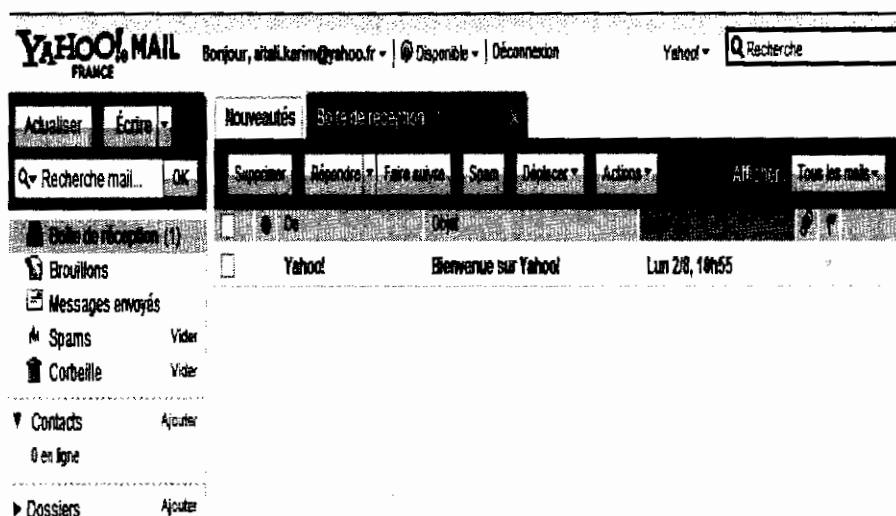 YAHOO! MAIL
FRANCE
Bonjour, aitali.karim@yahoo.fr
Disponible
Déconnexion
Yahoo!
Recherche
Actualiser
Écrire
Recherche mail...
OK
Nouveautés
Boîte de réception
Supprimer
Répondre
Faire suivre
Spam
Déplacer
Actions
Afficher
Tous les mails
De
Objet
Yahoo!
Bienvenue sur Yahoo!
Lun 2/8, 19h55
Boîte de réception (1)
Brouillons
Messages envoyés
Spams
Vider
Corbeille
Vider
Contacts
Ajouter
0 en ligne
Dossiers
Ajouter